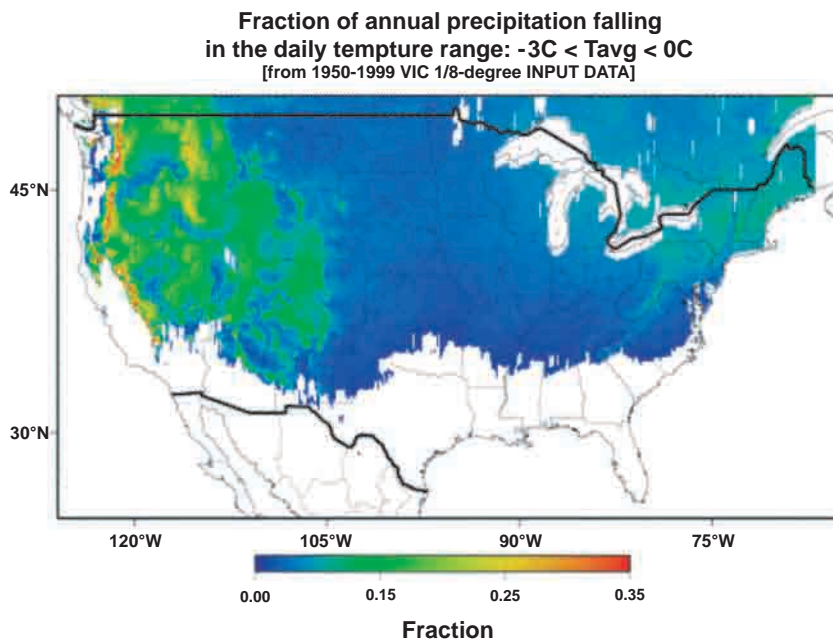 Fraction of annual precipitation falling
in the daily tempture range: -3C < Tavg < 0C
[from 1950-1999 VIC 1/8-degree INPUT DATA]
45°N
30°N
120°W 105°W 90°W 75°W
0.00 0.15 0.25 0.35
Fraction